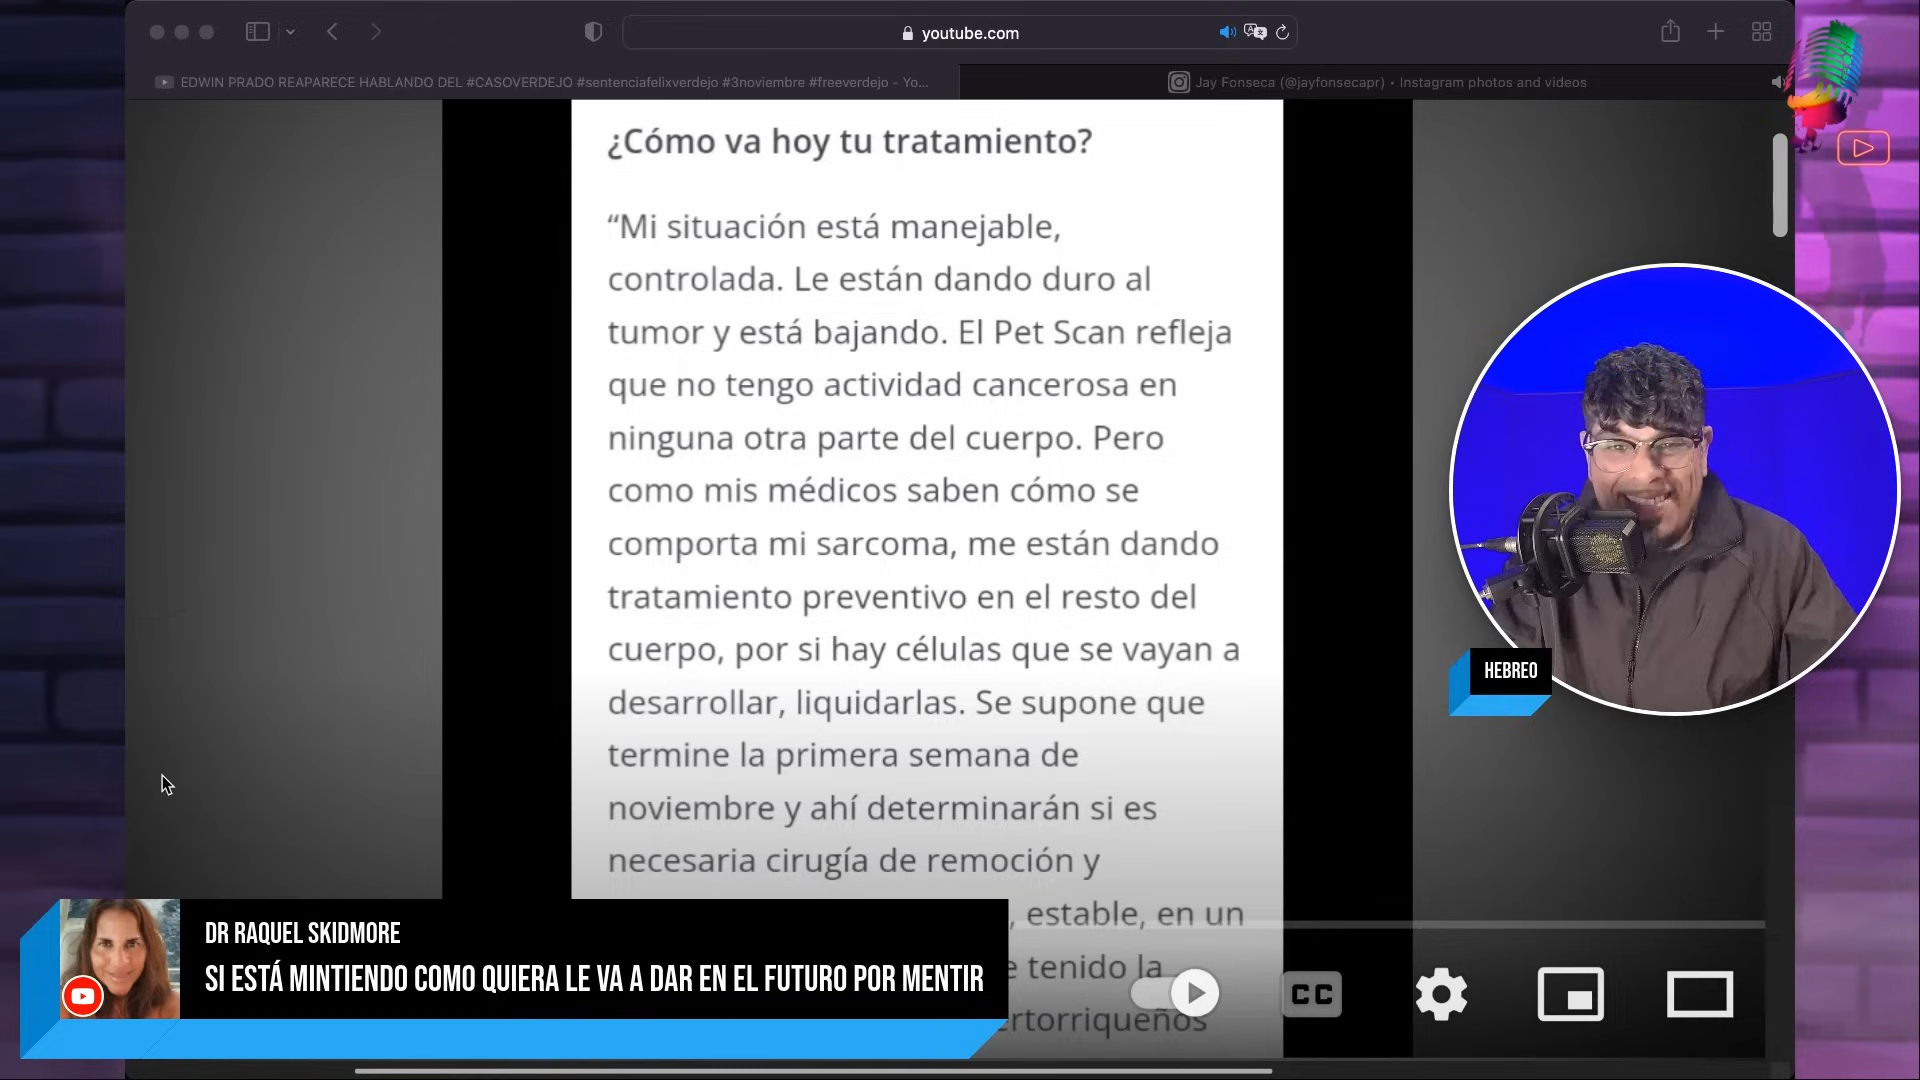 youtube.com
EDWIN PRADO REAPARECE HABLANDO DEL #CASOVERDEJO #sentenciafelixverdejo #3noviembre #freeverdejo - Yo...
Jay Fonseca (@jayfonsecapr) • Instagram photos and videos
¿Cómo va hoy tu tratamiento?
“Mi situación está manejable,
controlada. Le están dando duro al
tumor y está bajando. El Pet Scan refleja
que no tengo actividad cancerosa en
ninguna otra parte del cuerpo. Pero
como mis médicos saben cómo se
comporta mi sarcoma, me están dando
tratamiento preventivo en el resto del
cuerpo, por si hay células que se vayan a
desarrollar, liquidarlas. Se supone que
termine la primera semana de
noviembre y ahí determinarán si es
necesaria cirugía de remoción y
, estable, en un
tenido la
HEBREO
DR RAQUEL SKIDMORE
SI ESTÁ MINTIENDO COMO QUIERA LE VA A DAR EN EL FUTURO POR MENTIR
CC